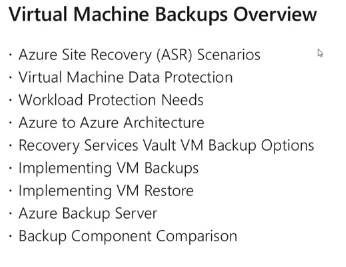 Virtual Machine Backups Overview
· Azure Site Recovery (ASR) Scenarios
· Virtual Machine Data Protection
· Workload Protection Needs
· Azure to Azure Architecture
· Recovery Services Vault VM Backup Options
· Implementing VM Backups
· Implementing VM Restore
· Azure Backup Server
· Backup Component Comparison